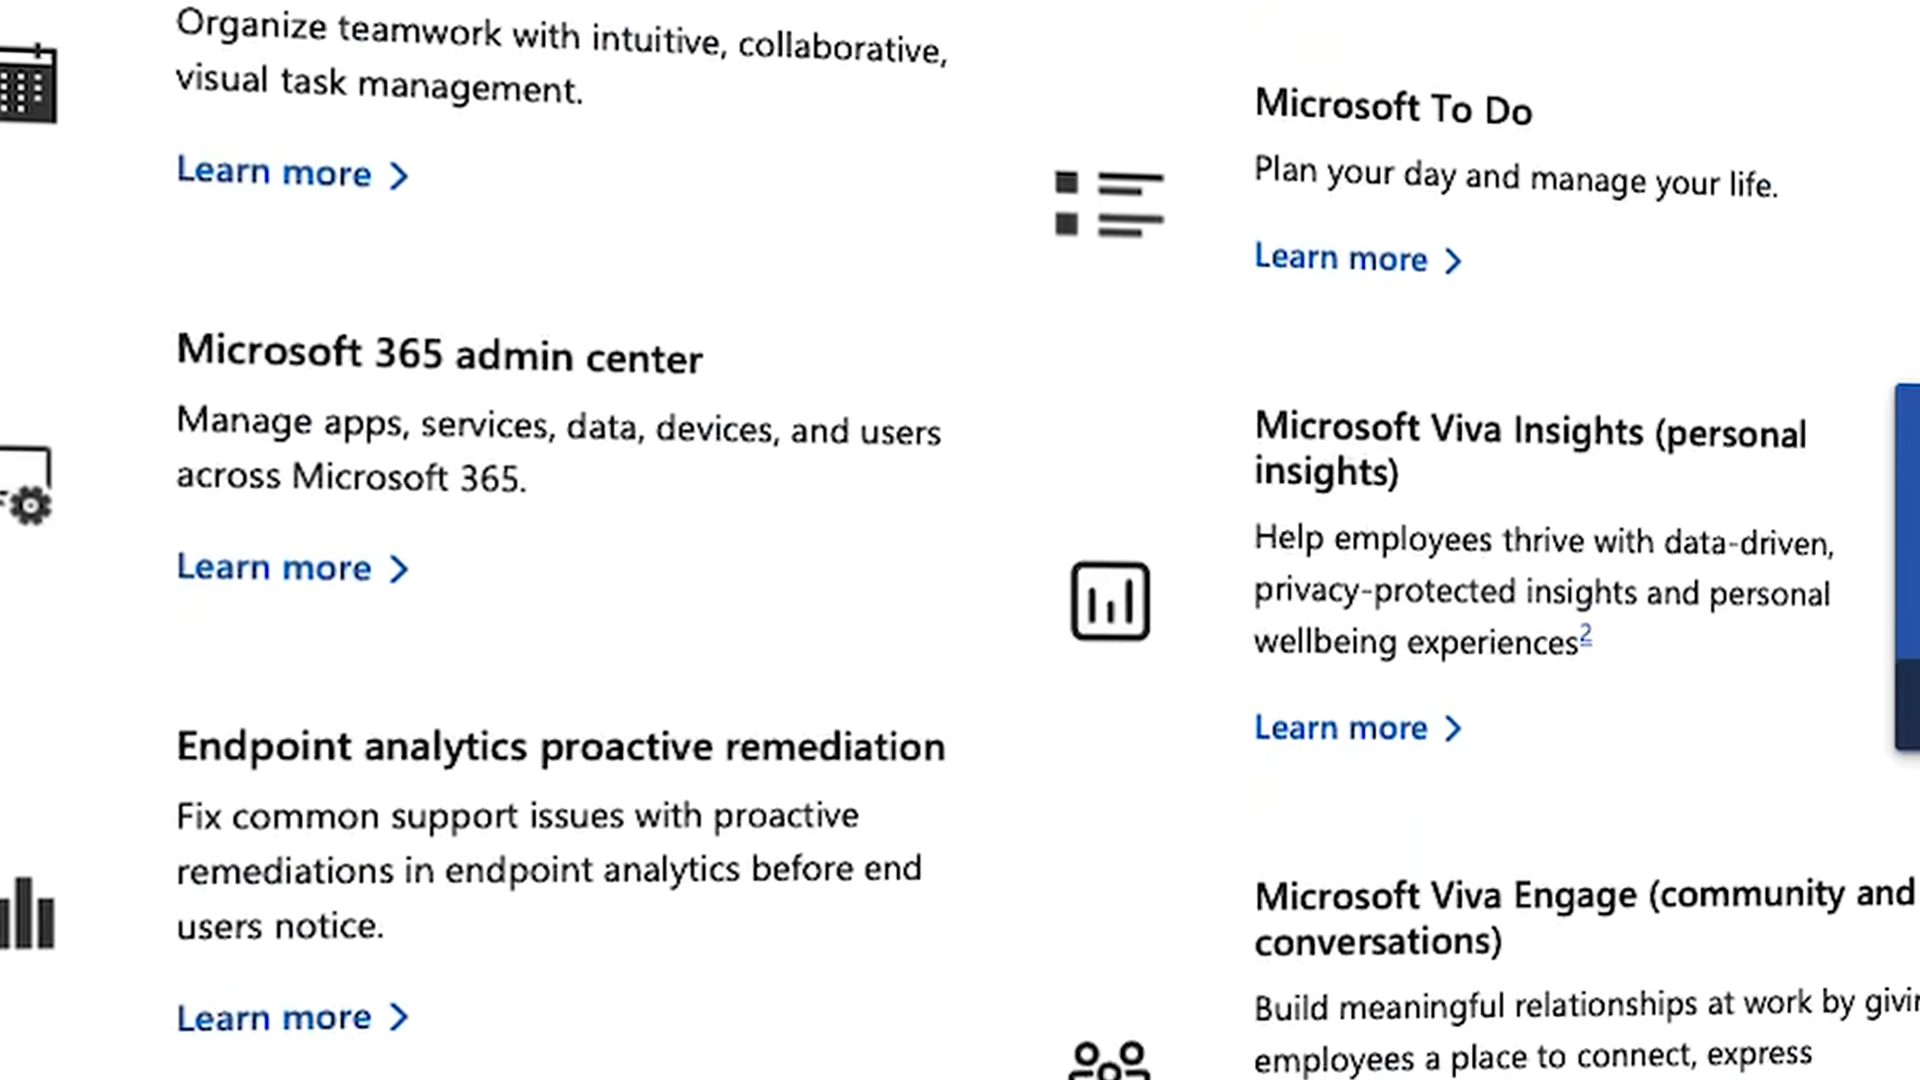 Organize teamwork with intuitive, collaborative,
visual task management.
Learn more
Microsoft 365 admin center
Manage apps, services, data, devices, and users
across Microsoft 365.
Learn more
Endpoint analytics proactive remediation
Fix common support issues with proactive
remediations in endpoint analytics before end
users notice.
Learn more
Microsoft To Do
Plan your day and manage your life.
Learn more
Microsoft Viva Insights (personal
insights)
Help employees thrive with data-driven,
privacy-protected insights and personal
wellbeing experiences2
Learn more
Microsoft Viva Engage (community and
conversations)
Build meaningful relationships at work by
employees a place to connect, express